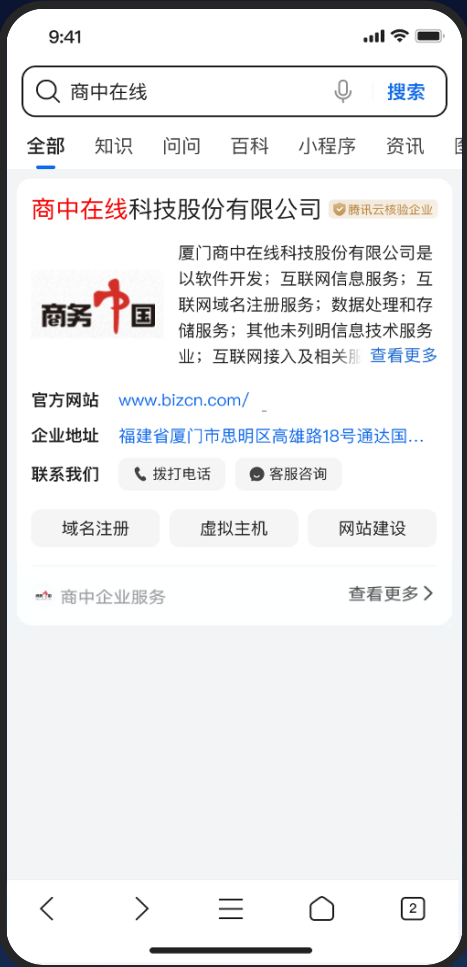 9:41
商中在线
搜索
全部 知识 问问 百科 小程序 资讯
商中在线科技股份有限公司
腾讯云核验企业
厦门商中在线科技股份有限公司是
以软件开发；互联网信息服务；互
联网域名注册服务；数据处理和存
储服务；其他未列明信息技术服务
业；互联网接入及相关服 查看更多
商务中国
官方网站 www.bizcn.com/
企业地址 福建省厦门市思明区高雄路18号通达国...
联系我们 拨打电话 客服咨询
域名注册 虚拟主机 网站建设
商中企业服务 查看更多
2